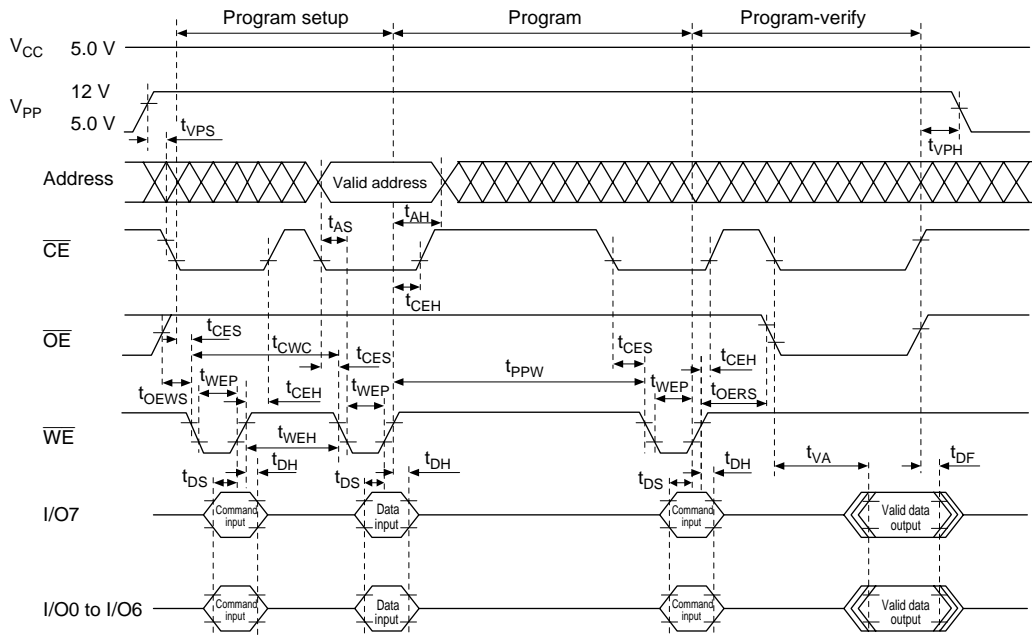 Program setup Program Program-verify
VCC 5.0 V
12 V
VPP
5.0 V
tVPS
tVPH
Address Valid address
tAS tAH
CE
tCEH
OE
tCES tCWC tCES tPPW tCES tCEH
tOEWS tWEP tCEH tWEP tWEP tOERS
WE
tWEH
tDS tDH tDS tDH tDS tDH tVA tDF
I/O7 Command input Data input Command input Valid data output
I/O0 to I/O6 Command input Data input Command input Valid data output